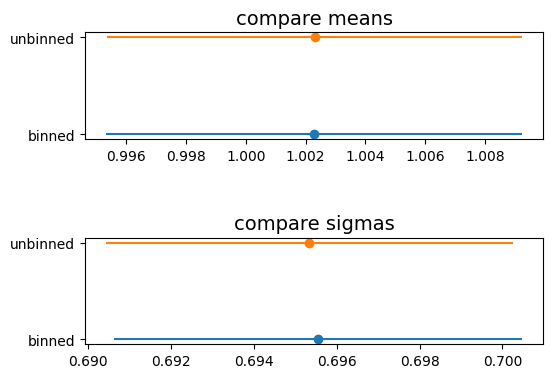 compare means
unbinned
binned
0.996 0.998 1.000 1.002 1.004 1.006 1.008
compare sigmas
unbinned
binned
0.690 0.692 0.694 0.696 0.698 0.700